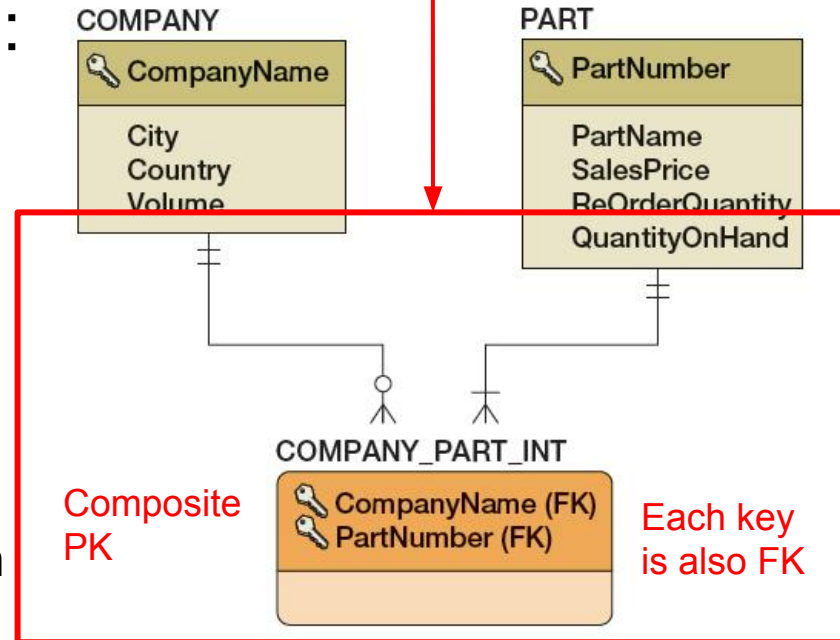 :
COMPANY
CompanyName
City
Country
Volume
PART
PartNumber
PartName
SalesPrice
ReOrderQuantity
QuantityOnHand
COMPANY_PART_INT
CompanyName (FK)
PartNumber (FK)
Composite
PK
Each key
is also FK